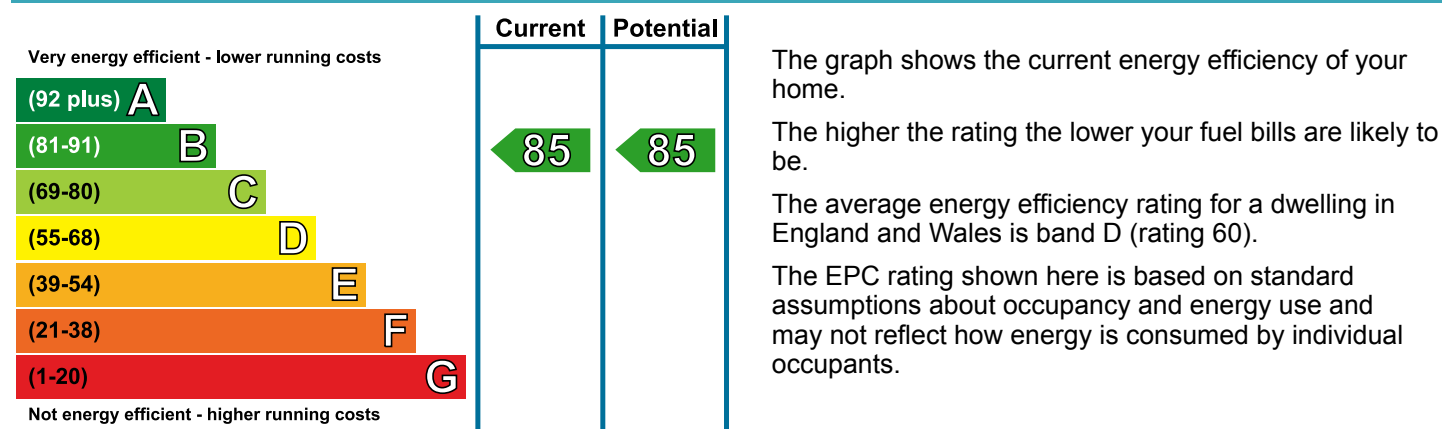 Current Potential
Very energy efficient - lower running costs
(92 plus) A
(81-91) B
85 85
(69-80) C
(55-68) D
(39-54) E
(21-38) F
(1-20) G
Not energy efficient - higher running costs
The graph shows the current energy efficiency of your
home.
The higher the rating the lower your fuel bills are likely to
be.
The average energy efficiency rating for a dwelling in
England and Wales is band D (rating 60).
The EPC rating shown here is based on standard
assumptions about occupancy and energy use and
may not reflect how energy is consumed by individual
occupants.